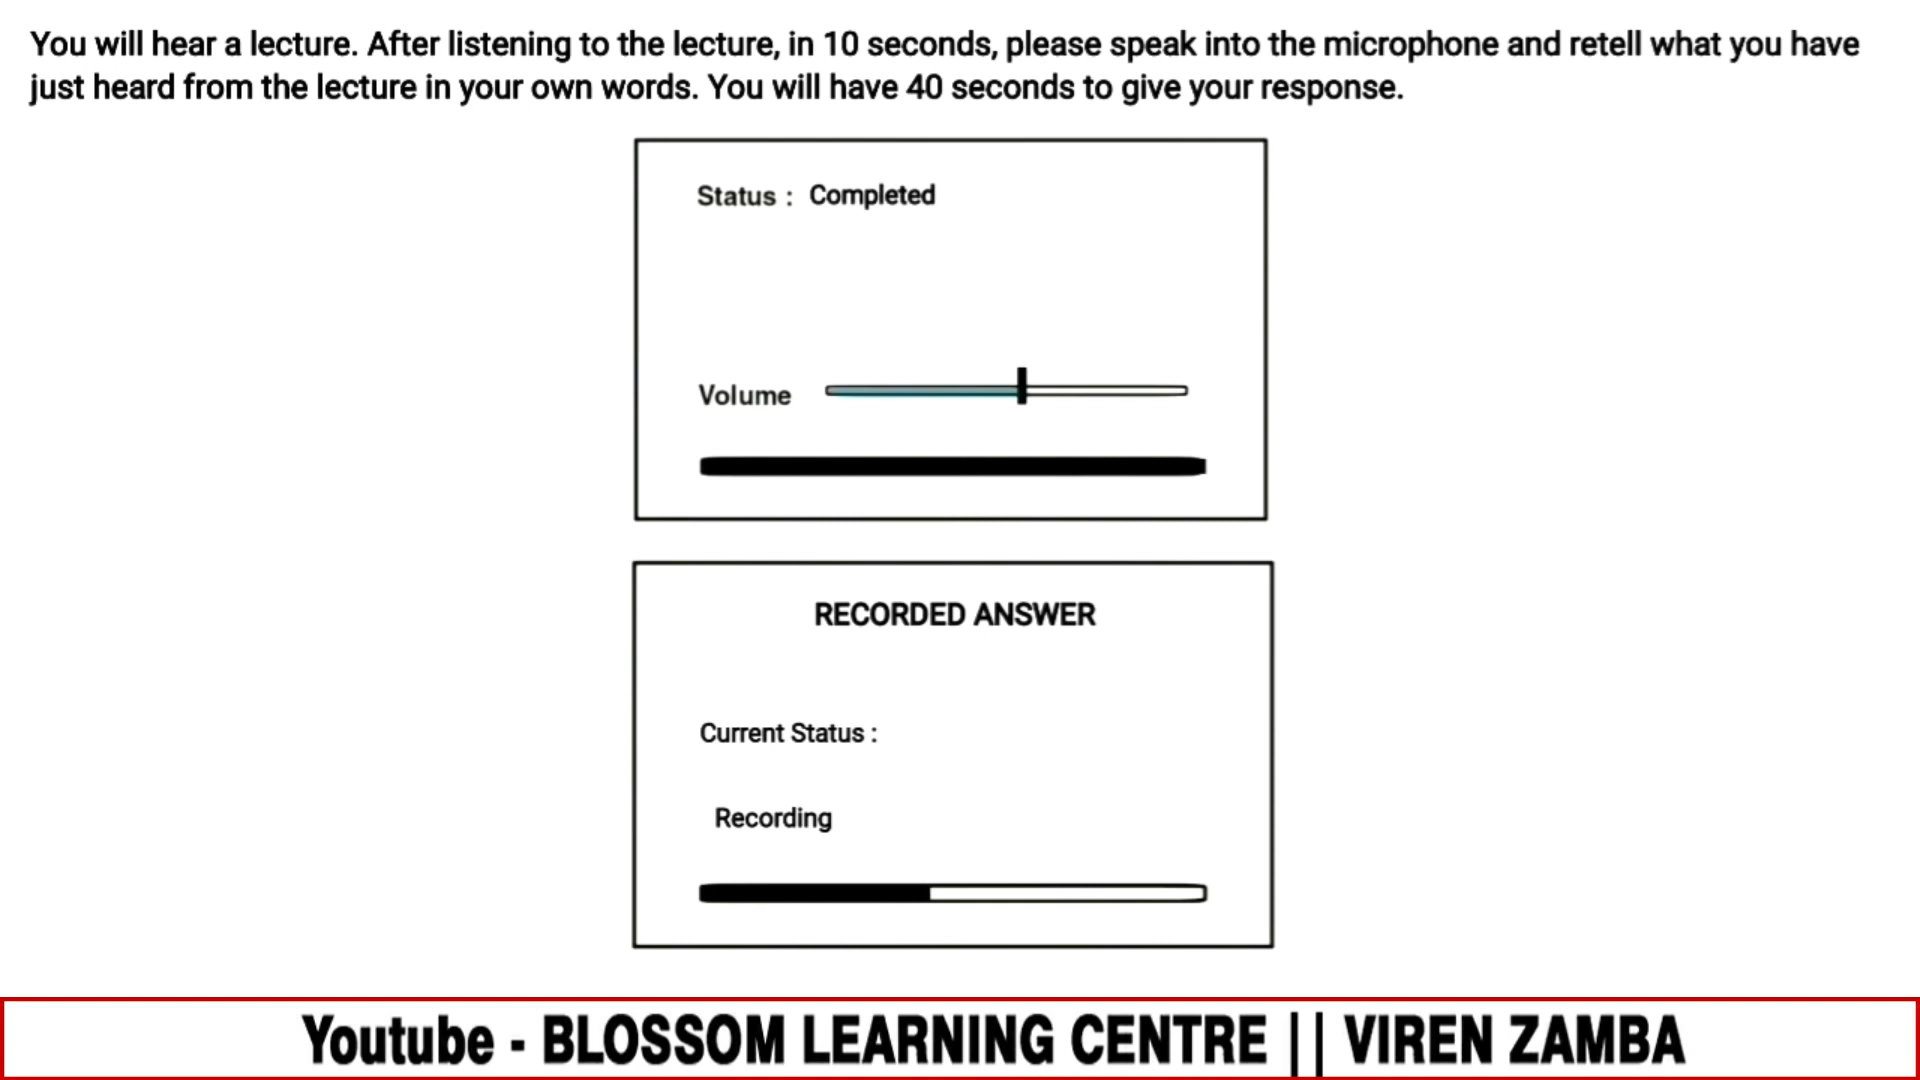 You will hear a lecture. After listening to the lecture, in 10 seconds, please speak into the microphone and retell what you have
just heard from the lecture in your own words. You will have 40 seconds to give your response.
Status : Completed
Volume
RECORDED ANSWER
Current Status :
Recording
Youtube - BLOSSOM LEARNING CENTRE || VIREN ZAMBA